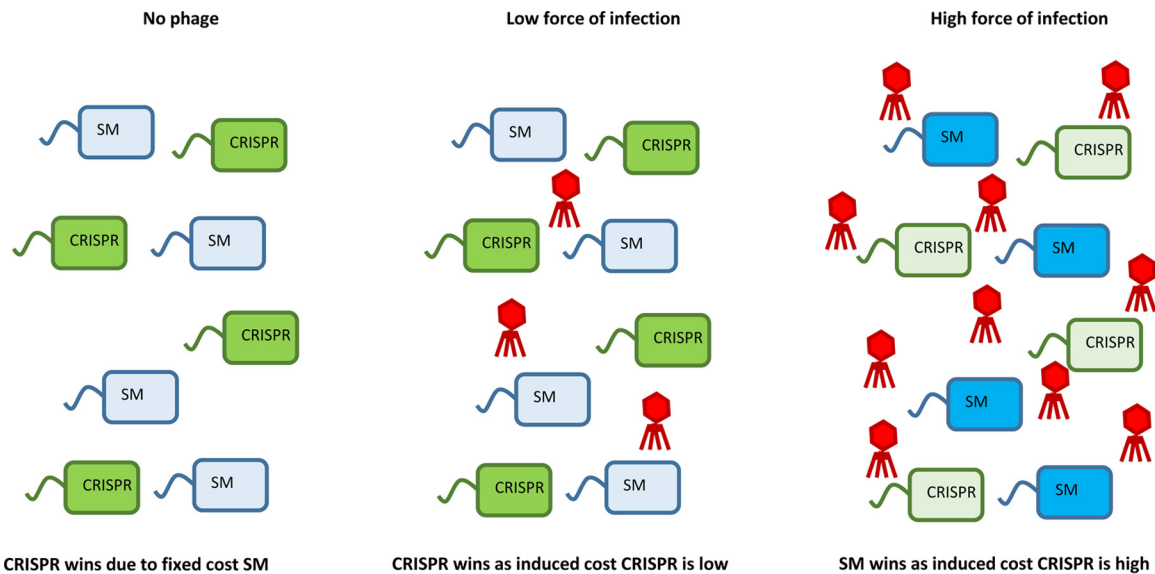 No phage
Low force of infection
High force of infection
SM
CRISPR
CRISPR
SM
CRISPR
SM
CRISPR
SM
SM
CRISPR
CRISPR
SM
CRISPR
SM
CRISPR
SM
SM
CRISPR
CRISPR
SM
CRISPR
SM
CRISPR
SM
CRISPR wins due to fixed cost SM
CRISPR wins as induced cost CRISPR is low
SM wins as induced cost CRISPR is high